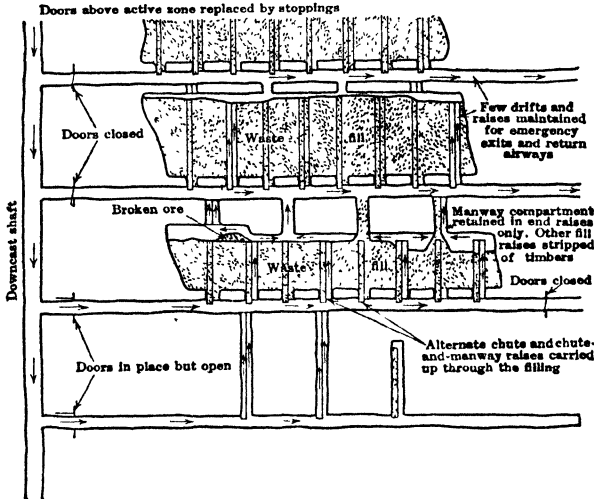 Doors above active zone replaced by stoppings
Doors closed
Waste fill
Few drifts and
raises maintained
for emergency
exits and return
airways
Downcast shaft
Broken ore
Manway compartment
retained in end raises
only. Other fill
raises stripped
of timbers
Waste fill
Doors closed
Doors in place but open
Alternate chute and chute-
and-manway raises carried
up through the filling